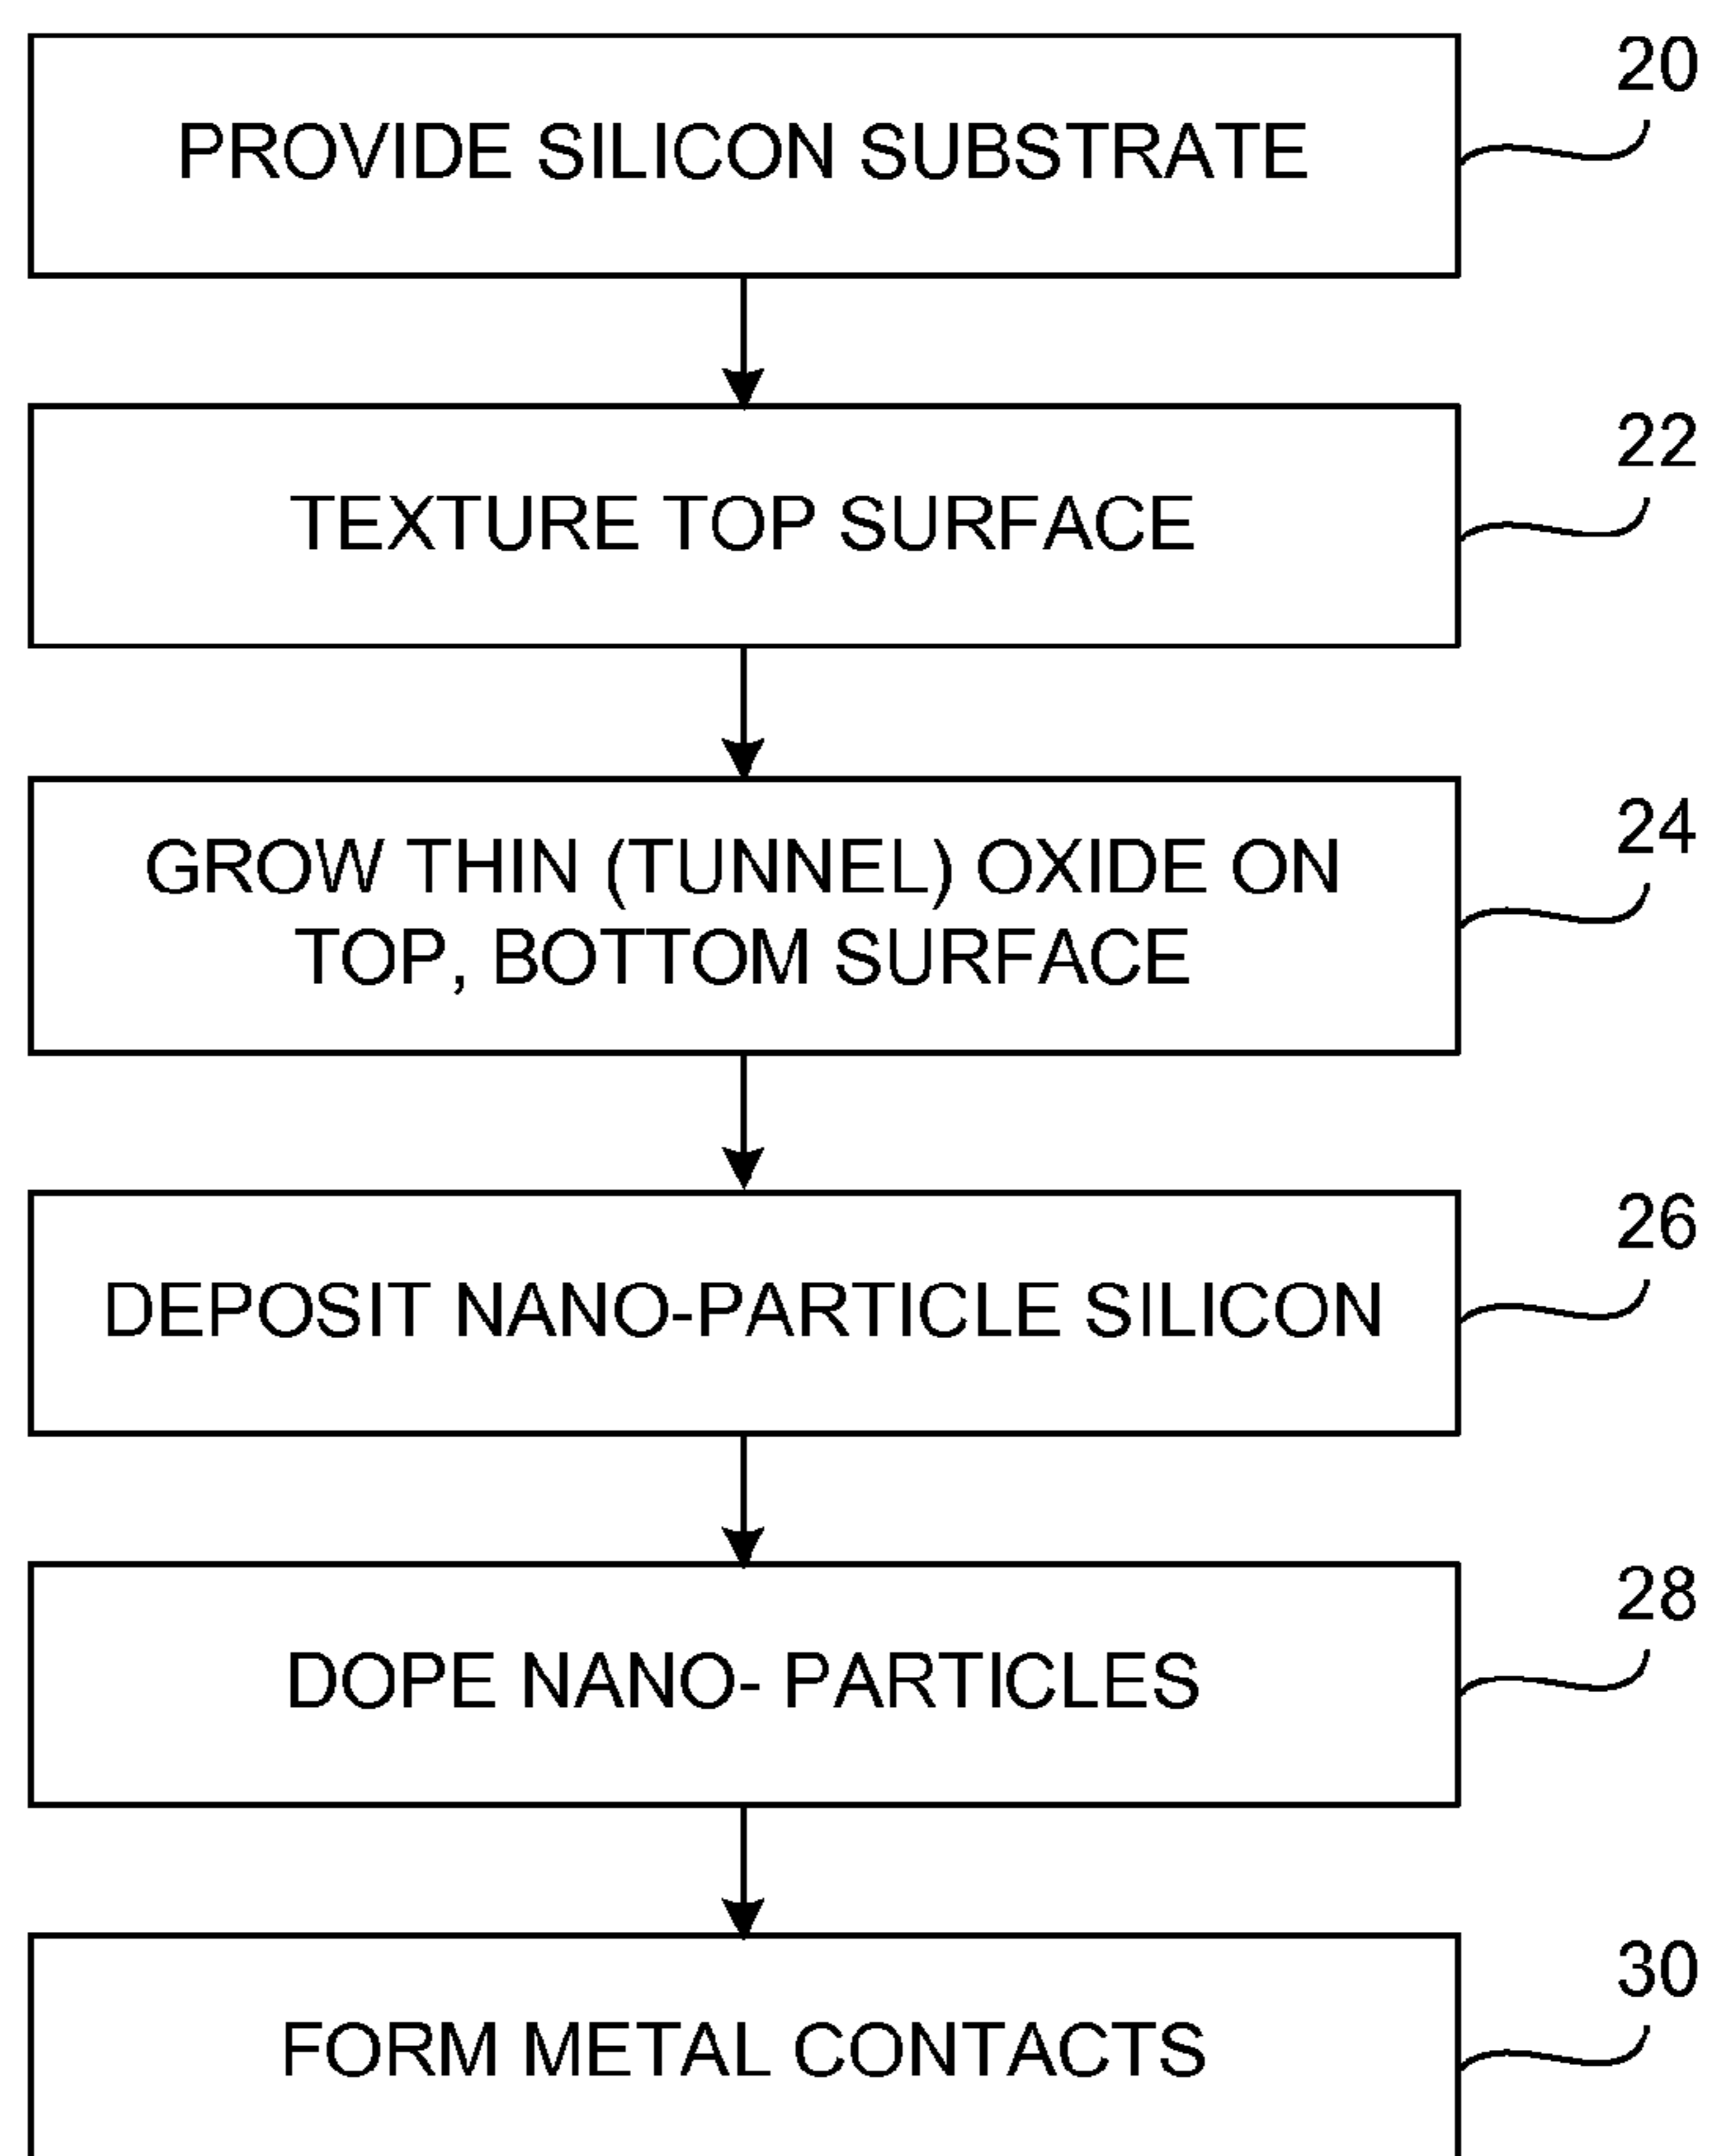 20
PROVIDE SILICON SUBSTRATE
22
TEXTURE TOP SURFACE
24
GROW THIN (TUNNEL) OXIDE ON
TOP, BOTTOM SURFACE
26
DEPOSIT NANO-PARTICLE SILICON
28
DOPE NANO- PARTICLES
30
FORM METAL CONTACTS